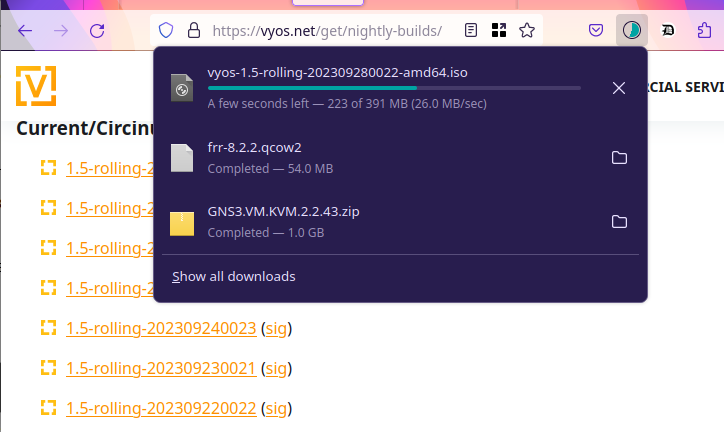 https://vyos.net/get/nightly-builds/
vyos-1.5-rolling-202309280022-amd64.iso
A few seconds left — 223 of 391 MB (26.0 MB/sec)
frr-8.2.2.qcow2
Completed — 54.0 MB
GNS3.VM.KVM.2.2.43.zip
Completed — 1.0 GB
Show all downloads
V
RCIAL SERVI
Current/Circinu
1.5-rolling-2
1.5-rolling-2
1.5-rolling-2
1.5-rolling-2
1.5-rolling-202309240023 (sig)
1.5-rolling-202309230021 (sig)
1.5-rolling-202309220022 (sig)